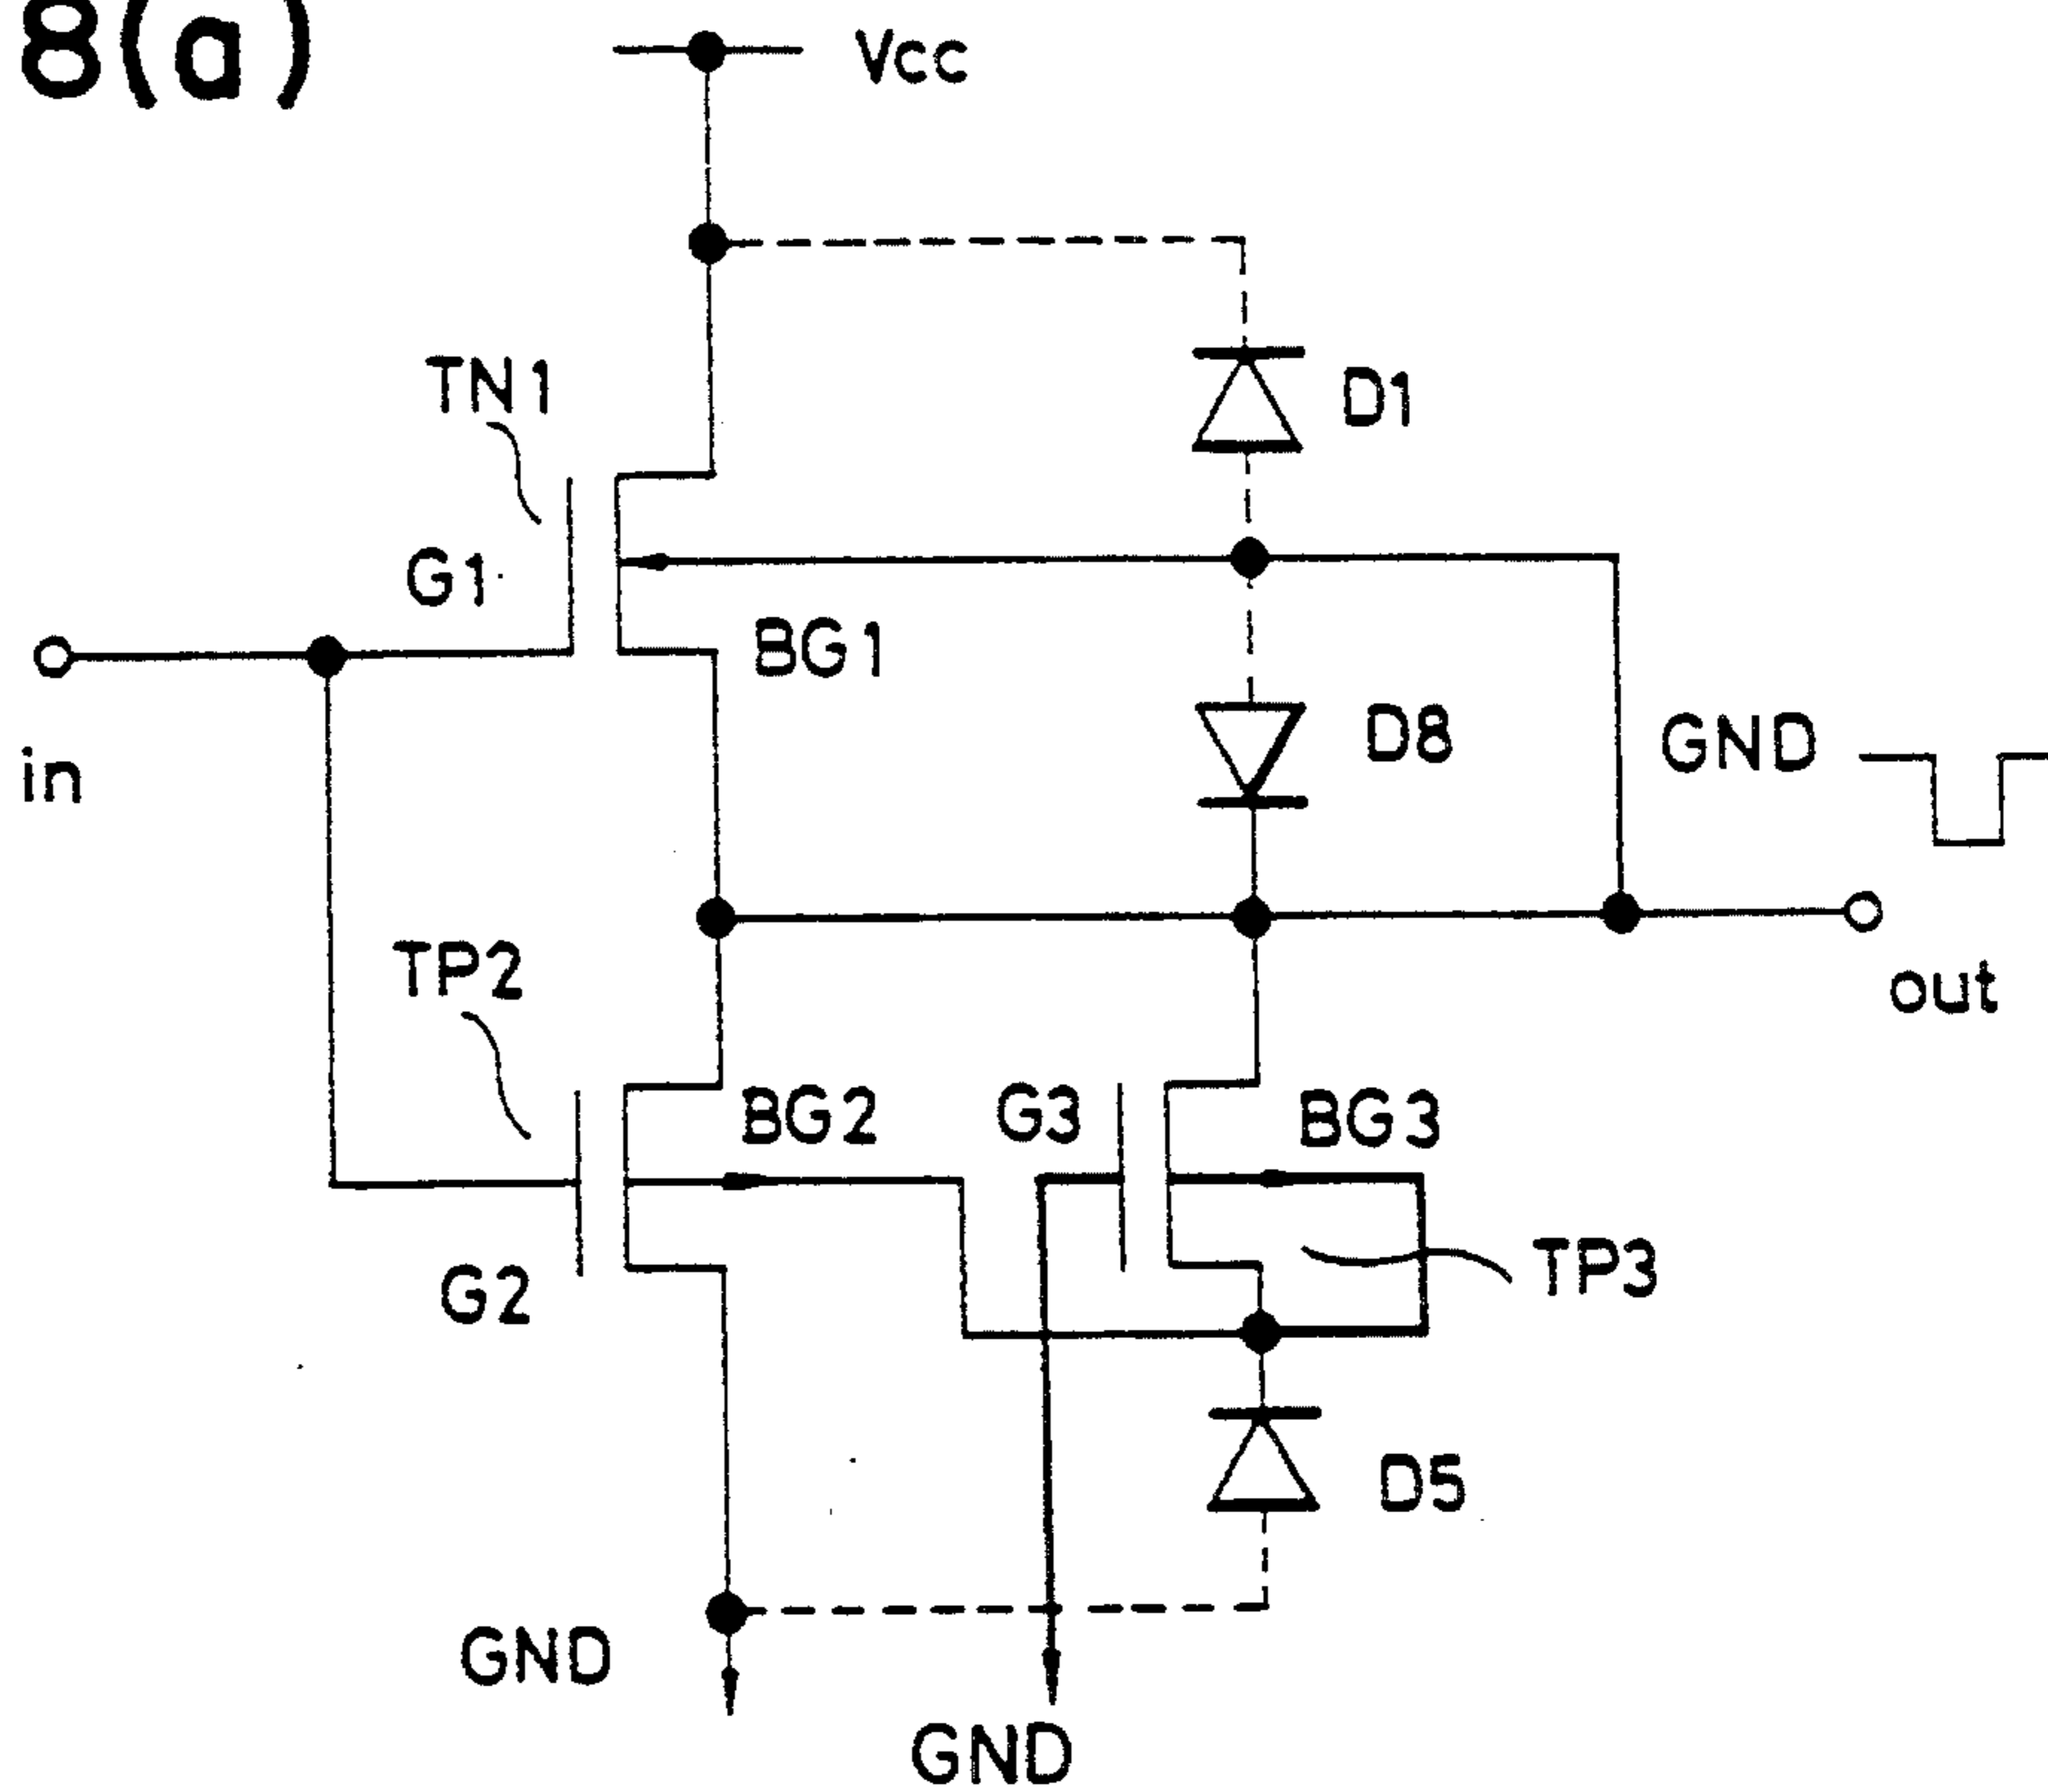 8(a)
Vcc
TN1
D1
G1
BG1
D8
GND
in
TP2
out
BG2
G3
BG3
G2
TP3
D5
GND
GND